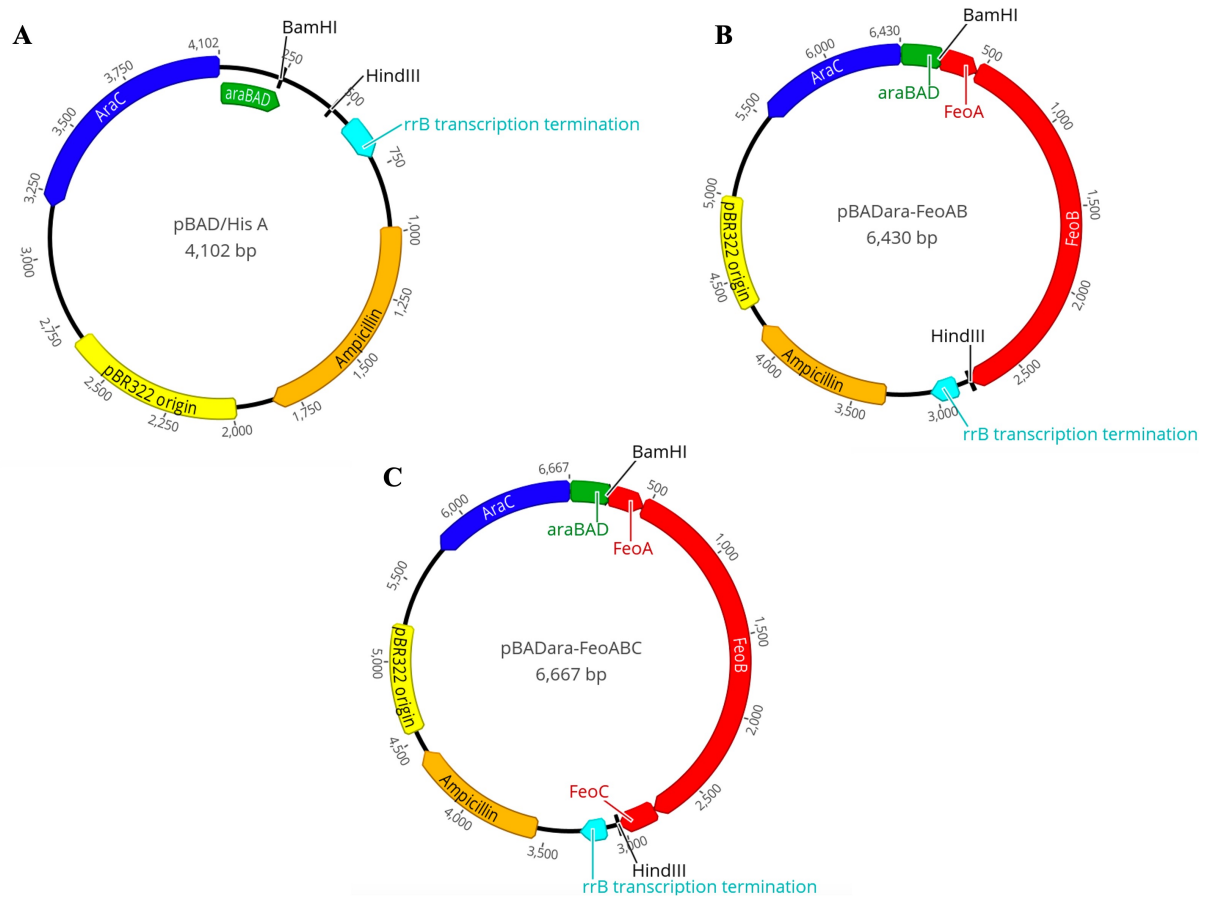 A
4,102
BamHI
250
HindIII
500
rrB transcription termination
750
1,000
1,250
1,500
1,750
2,000
2,250
2,500
2,750
3,000
3,250
3,500
3,750
AraC
araBAD
Ampicillin
pBR322 origin
pBAD/His A
4,102 bp
B
6,430
BamHI
500
1,000
1,500
2,000
2,500
3,000
3,500
4,000
4,500
5,000
5,500
6,000
AraC
araBAD
FeoA
FeoB
HindIII
rrB transcription termination
Ampicillin
pBR322 origin
pBADara-FeoAB
6,430 bp
C
6,667
BamHI
500
1,000
1,500
2,000
2,500
3,000
3,500
4,000
4,500
5,000
5,500
6,000
AraC
araBAD
FeoA
FeoB
FeoC
HindIII
rrB transcription termination
Ampicillin
pBR322 origin
pBADara-FeoABC
6,667 bp